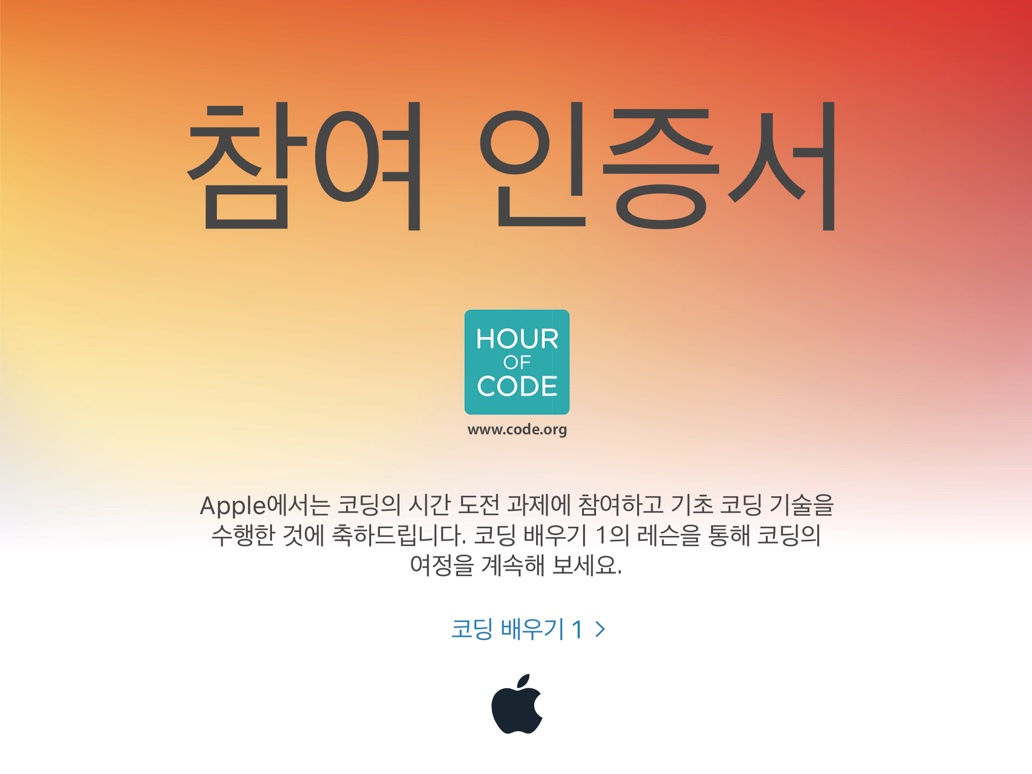 참여 인증서
HOUR
OF
CODE
www.code.org
Apple에서는 코딩의 시간 도전 과제에 참여하고 기초 코딩 기술을
수행한 것에 축하드립니다. 코딩 배우기 1의 레슨을 통해 코딩의
여정을 계속해 보세요.
코딩 배우기 1 >